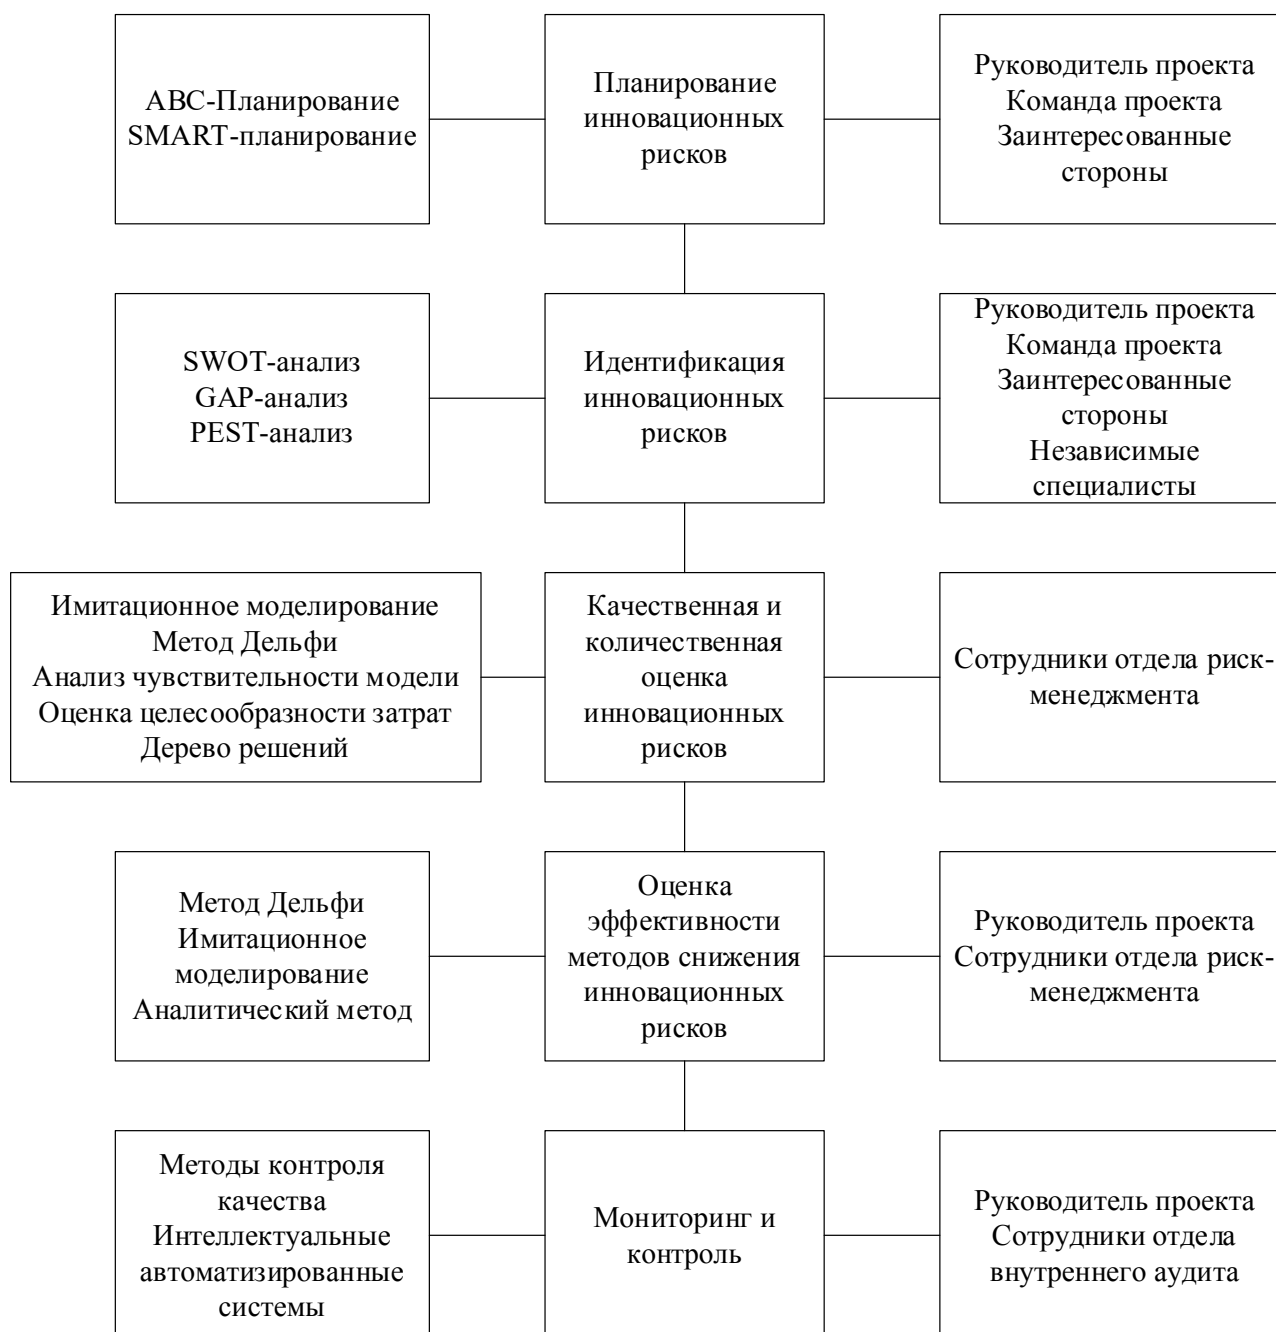 ABC-Планирование
SMART-планирование
Планирование
инновационных
рисков
Руководитель проекта
Команда проекта
Заинтересованные
стороны
SWOT-анализ
GAP-анализ
PEST-анализ
Идентификация
инновационных
рисков
Руководитель проекта
Команда проекта
Заинтересованные
стороны
Независимые
специалисты
Имитационное моделирование
Метод Дельфи
Анализ чувствительности модели
Оценка целесообразности затрат
Дерево решений
Качественная и
количественная
оценка
инновационных
рисков
Сотрудники отдела риск-
менеджмента
Метод Дельфи
Имитационное
моделирование
Аналитический метод
Оценка
эффективности
методов снижения
инновационных
рисков
Руководитель проекта
Сотрудники отдела риск-
менеджмента
Методы контроля
качества
Интеллектуальные
автоматизированные
системы
Мониторинг и
контроль
Руководитель проекта
Сотрудники отдела
внутреннего аудита